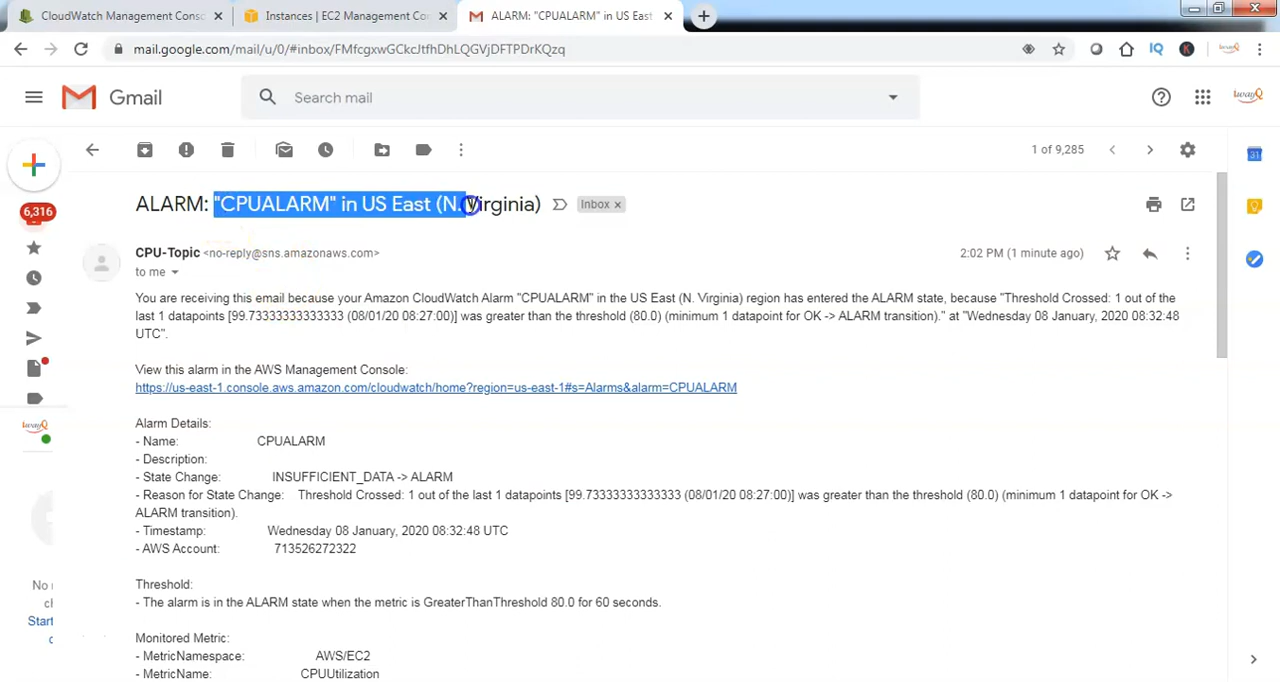 CloudWatch Management Conso
Instances | EC2 Management Con
ALARM: "CPUALARM" in US East
mail.google.com/mail/u/0/#inbox/FMfcgxwGCkcJtfhDhLQGVjDFTPDrKQzq
IQ
K
iwayQ
Gmail
Search mail
iwayQ
1 of 9,285
31
6,316
ALARM: "CPUALARM" in US East (N. Virginia)
Inbox ×
CPU-Topic <no-reply@sns.amazonaws.com>
2:02 PM (1 minute ago)
to me
You are receiving this email because your Amazon CloudWatch Alarm "CPUALARM" in the US East (N. Virginia) region has entered the ALARM state, because "Threshold Crossed: 1 out of the
last 1 datapoints [99.73333333333333 (08/01/20 08:27:00)] was greater than the threshold (80.0) (minimum 1 datapoint for OK -> ALARM transition)." at "Wednesday 08 January, 2020 08:32:48
UTC".
View this alarm in the AWS Management Console:
https://us-east-1.console.aws.amazon.com/cloudwatch/home?region=us-east-1#s=Alarms&alarm=CPUALARM
Alarm Details:
- Name: CPUALARM
- Description:
- State Change: INSUFFICIENT_DATA -> ALARM
- Reason for State Change: Threshold Crossed: 1 out of the last 1 datapoints [99.73333333333333 (08/01/20 08:27:00)] was greater than the threshold (80.0) (minimum 1 datapoint for OK ->
ALARM transition).
- Timestamp: Wednesday 08 January, 2020 08:32:48 UTC
- AWS Account: 713526272322
Threshold:
- The alarm is in the ALARM state when the metric is GreaterThanThreshold 80.0 for 60 seconds.
Monitored Metric:
- MetricNamespace: AWS/EC2
- MetricName: CPUUtilization
iwayQ
No
Start